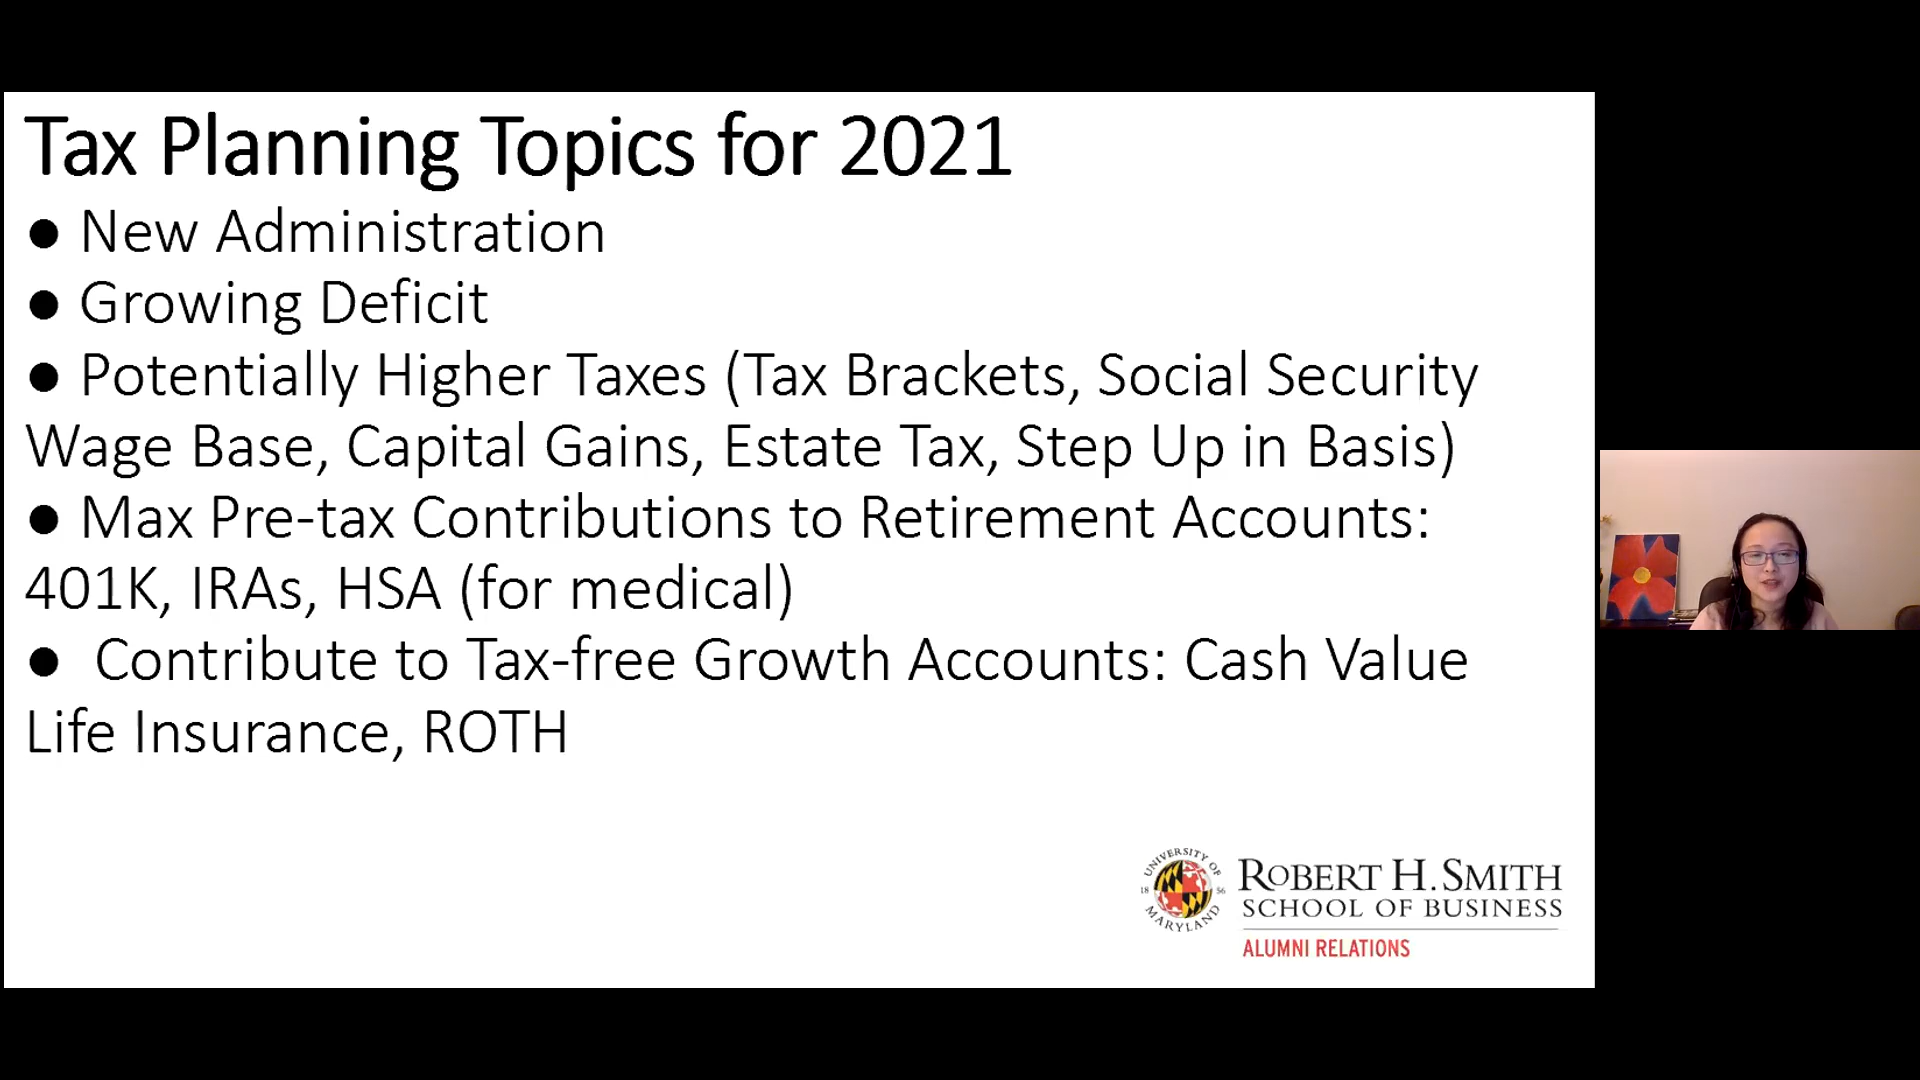 Tax Planning Topics for 2021
● New Administration
● Growing Deficit
● Potentially Higher Taxes (Tax Brackets, Social Security
Wage Base, Capital Gains, Estate Tax, Step Up in Basis)
● Max Pre-tax Contributions to Retirement Accounts:
401K, IRAs, HSA (for medical)
● Contribute to Tax-free Growth Accounts: Cash Value
Life Insurance, ROTH
UNIVERSITY OF
18 56
MARYLAND
ROBERT H. SMITH
SCHOOL OF BUSINESS
ALUMNI RELATIONS